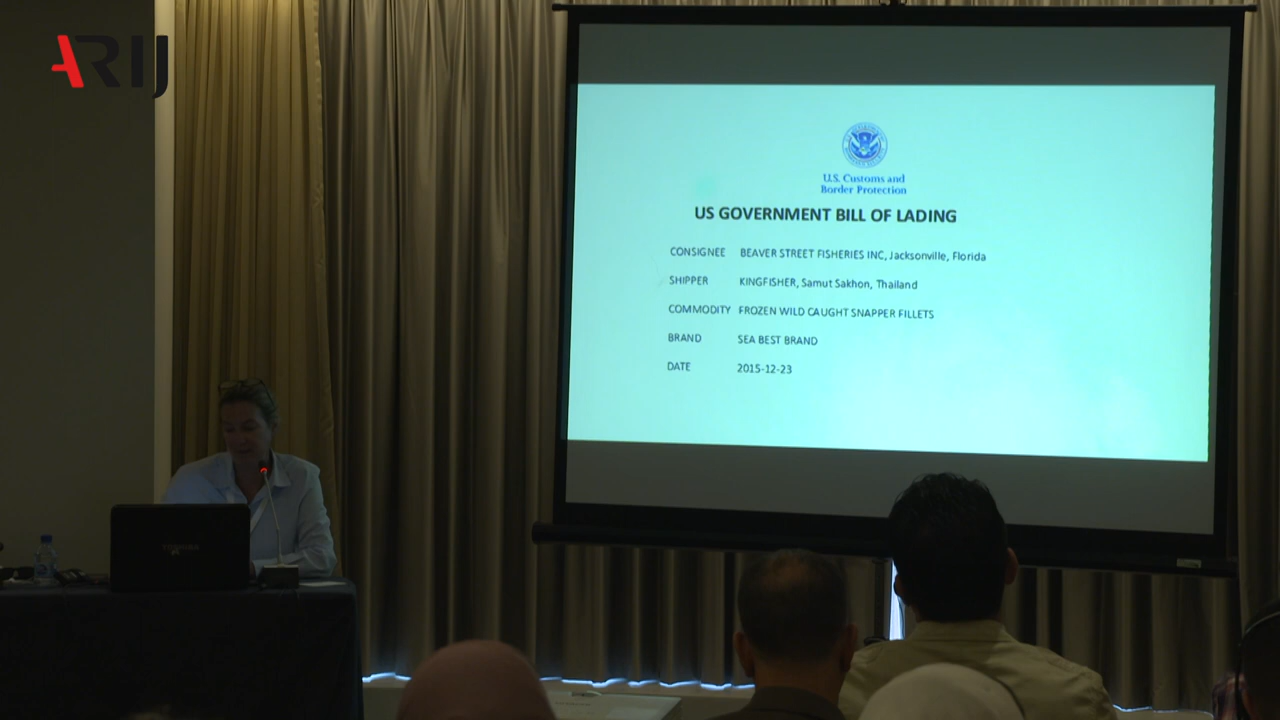 ARIJ
U.S. Customs and
Border Protection
US GOVERNMENT BILL OF LADING
CONSIGNEE BEAVER STREET FISHERIES INC, Jacksonville, Florida
SHIPPER KINGFISHER, Samut Sakhon, Thailand
COMMODITY FROZEN WILD CAUGHT SNAPPER FILLETS
BRAND SEA BEST BRAND
DATE 2015-12-23
TOSHIBA